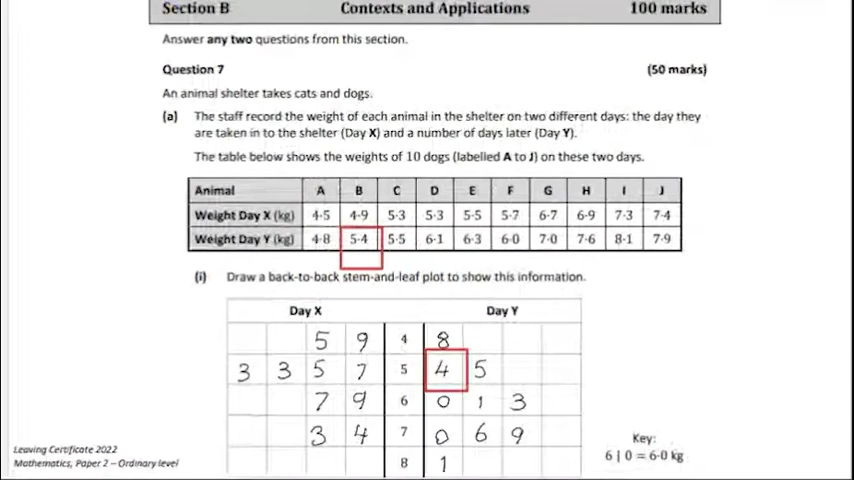 Section B Contexts and Applications 100 marks
Answer any two questions from this section.
Question 7 (50 marks)
An animal shelter takes cats and dogs.
(a) The staff record the weight of each animal in the shelter on two different days: the day they
are taken in to the shelter (Day X) and a number of days later (Day Y).
The table below shows the weights of 10 dogs (labelled A to J) on these two days.
Animal A B C D E F G H I J
Weight Day X (kg) 4·5 4·9 5·3 5·3 5·5 5·7 6·7 6·9 7·3 7·4
Weight Day Y (kg) 4·8 5·4 5·5 6·1 6·3 6·0 7·0 7·6 8·1 7·9
(i) Draw a back-to-back stem-and-leaf plot to show this information.
Day X Day Y
5 9 4 8
3 3 5 7 5 4 5
7 9 6 0 1 3
3 4 7 0 6 9
8 1
Key:
6 | 0 = 6·0 kg
Leaving Certificate 2022
Mathematics, Paper 2 – Ordinary level